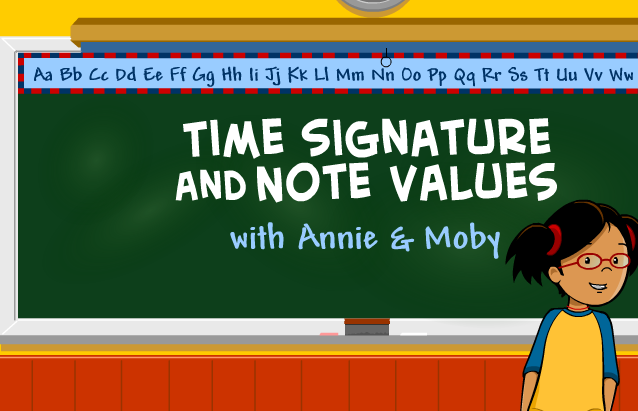 Aa Bb Cc Dd Ee Ff Gg Hh Ii Jj Kk Ll Mm Nn Oo Pp Qq Rr Ss Tt Uu Vv Ww
TIME SIGNATURE
AND NOTE VALUES
with Annie & Moby